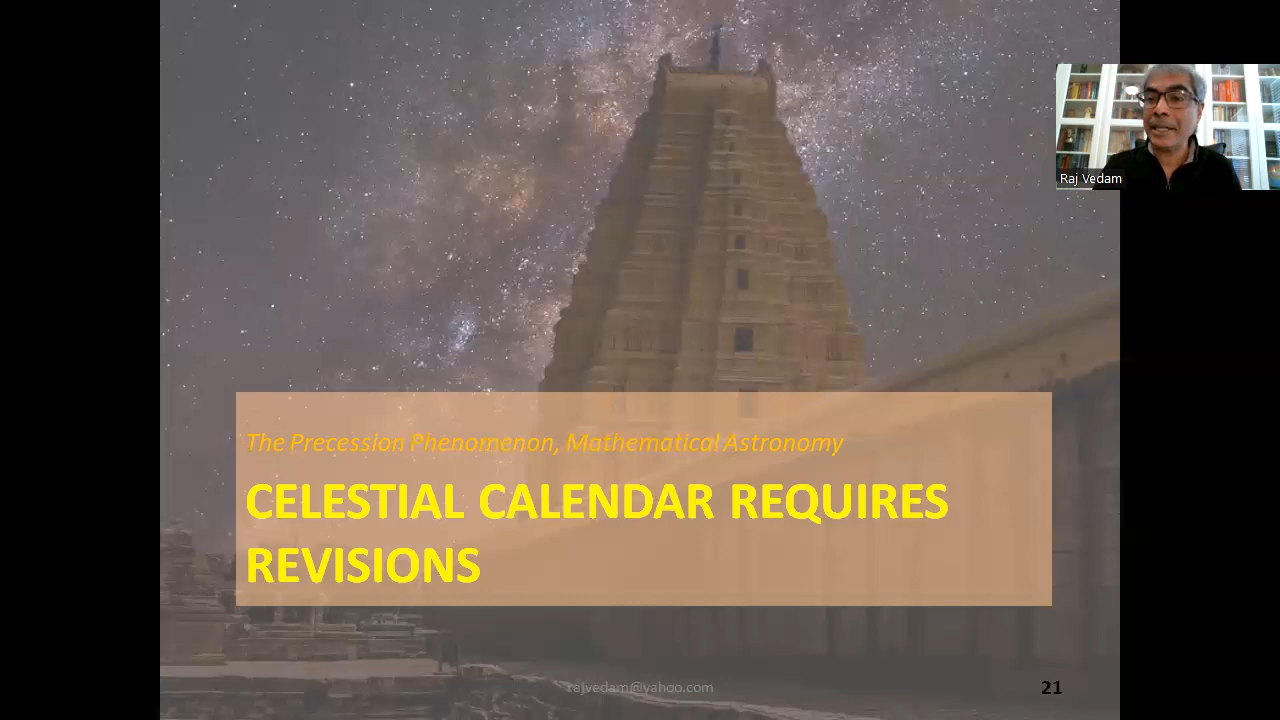 Raj Vedam
The Precession Phenomenon, Mathematical Astronomy
CELESTIAL CALENDAR REQUIRES
REVISIONS
rajvedam@yahoo.com
21